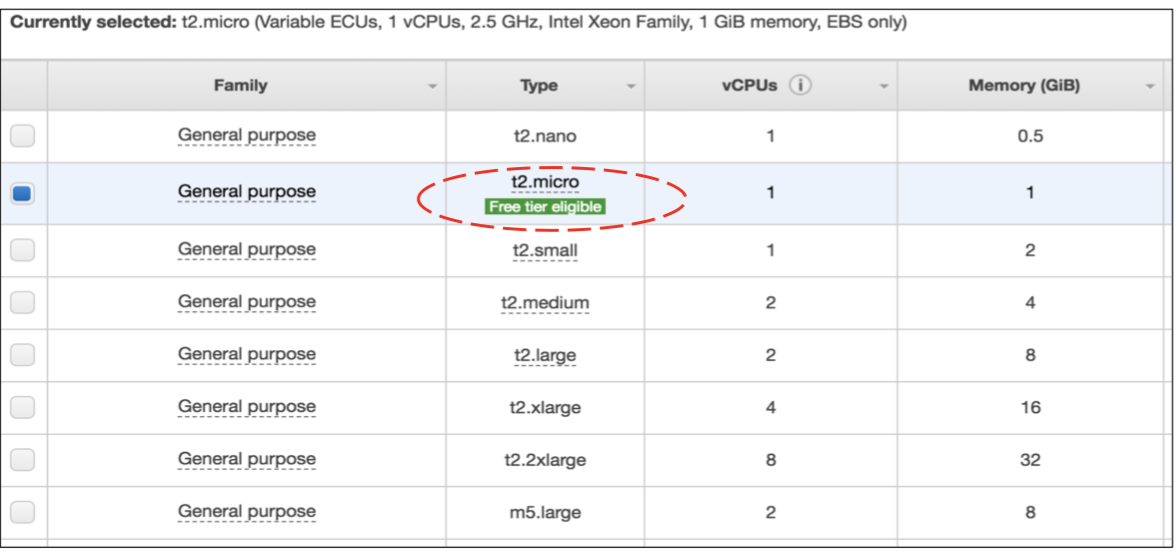 Currently selected: t2.micro (Variable ECUs, 1 vCPUs, 2.5 GHz, Intel Xeon Family, 1 GiB memory, EBS only)
Family Type vCPUs i Memory (GiB)
General purpose t2.nano 1 0.5
General purpose t2.micro 1 1
Free tier eligible
General purpose t2.small 1 2
General purpose t2.medium 2 4
General purpose t2.large 2 8
General purpose t2.xlarge 4 16
General purpose t2.2xlarge 8 32
General purpose m5.large 2 8